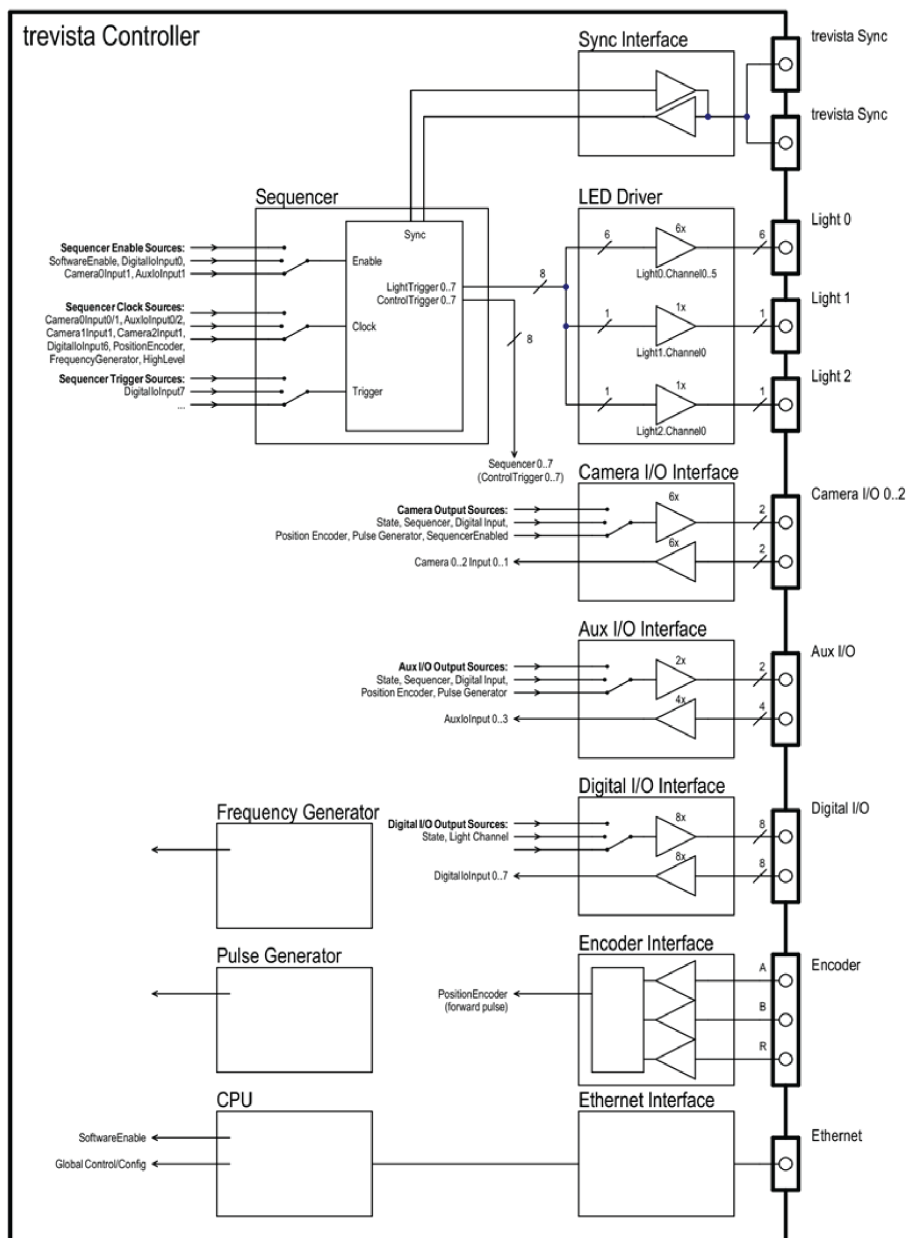 trevista Controller
Sync Interface
trevista Sync
trevista Sync
Sequencer
LED Driver
Light 0
Sync
6
6x
6
Light0.Channel0..5
Sequencer Enable Sources:
SoftwareEnable, DigitalIoInput0,
Camera0Input1, AuxIoInput1
Enable
LightTrigger 0..7
ControlTrigger 0..7
8
8
Light 1
1
1x
1
Light1.Channel0
Sequencer Clock Sources:
Camera0Input0/1, AuxIoInput0/2,
Camera1Input1, Camera2Input1,
DigitalIoInput6, PositionEncoder,
FrequencyGenerator, HighLevel
Clock
Sequencer Trigger Sources:
DigitalIoInput7
....
Trigger
Light 2
1
1x
1
Light2.Channel0
Sequencer 0..7
(ControlTrigger 0..7)
Camera I/O Interface
Camera I/O 0..2
Camera Output Sources:
State, Sequencer, Digital Input,
Position Encoder, Pulse Generator, SequencerEnabled
6x
2
Camera 0..2 Input 0..1
6x
2
Aux I/O Interface
Aux I/O
Aux I/O Output Sources:
State, Sequencer, Digital Input,
Position Encoder, Pulse Generator
2x
2
AuxIoInput 0..3
4x
4
Frequency Generator
Digital I/O Interface
Digital I/O
Digital I/O Output Sources:
State, Light Channel
8x
8
DigitalIoInput 0..7
8x
8
Pulse Generator
Encoder Interface
Encoder
PositionEncoder
(forward pulse)
A
B
R
CPU
Ethernet Interface
Ethernet
SoftwareEnable
Global Control/Config